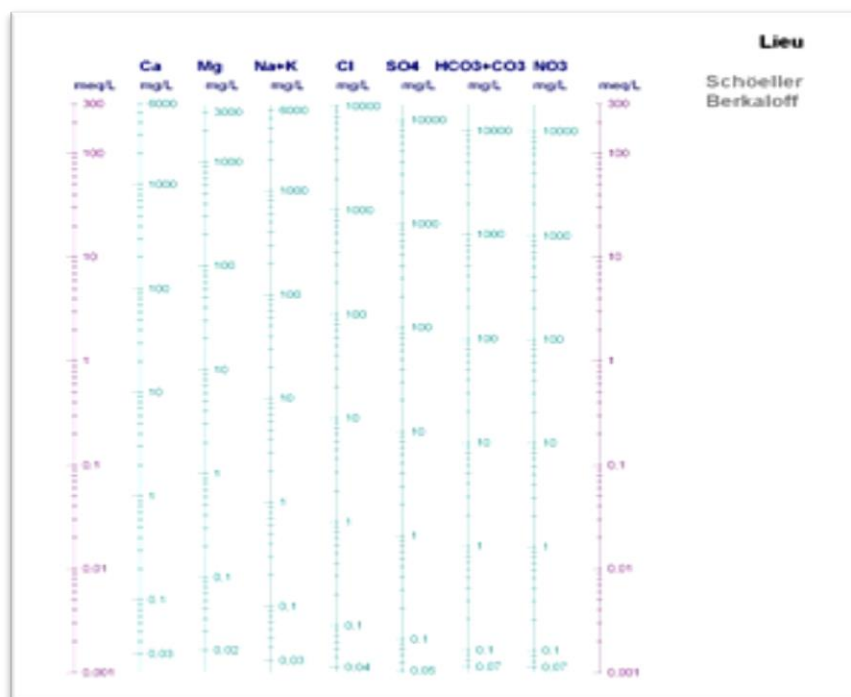 Lieu
Ca Mg Na+K Cl SO4 HCO3+CO3 NO3
meq/L mg/L mg/L mg/L mg/L mg/L mg/L mg/L meq/L
Schöeller
Berkaloff
300 6000 3000 6000 10000 10000 10000 10000 300
100 1000 1000 1000 1000 1000 1000 1000 100
10 100 100 100 100 100 100 100 10
1 10 10 10 10 10 10 10 1
0.1 1 1 1 1 1 1 1 0.1
0.01 0.1 0.1 0.1 0.1 0.1 0.1 0.1
0.03 0.02 0.03 0.04 0.05 0.07 0.07 0.001